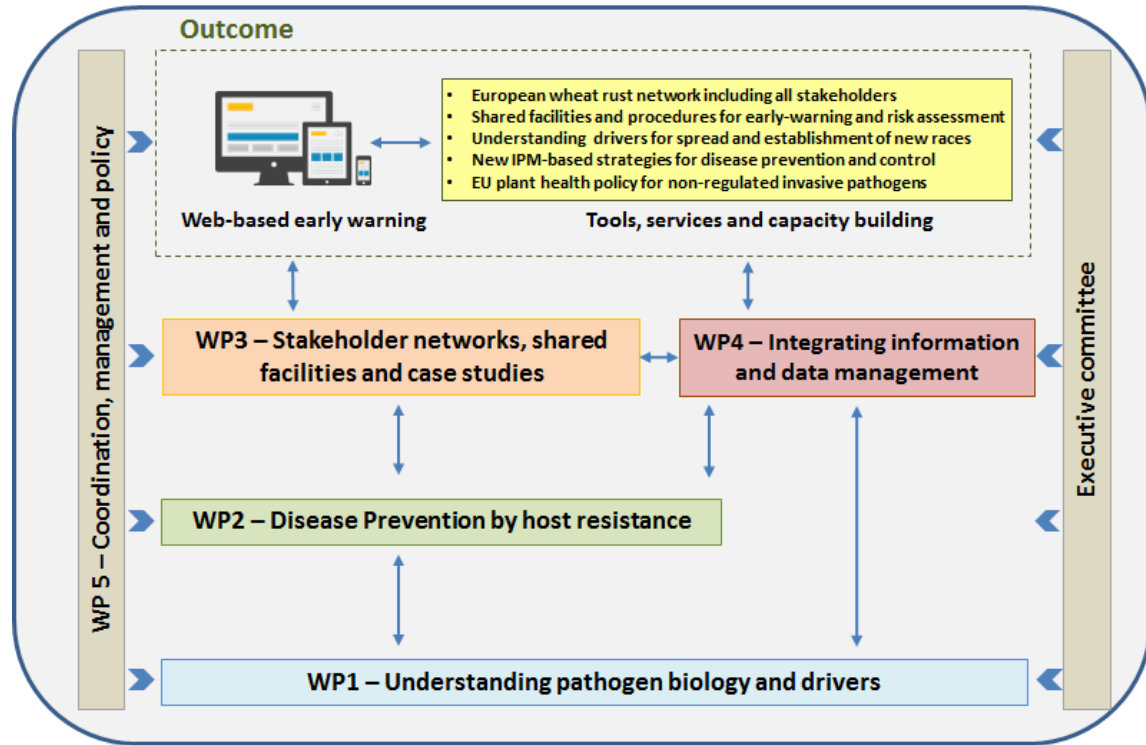 Outcome
WP 5 – Coordination, management and policy
• European wheat rust network including all stakeholders
• Shared facilities and procedures for early-warning and risk assessment
• Understanding drivers for spread and establishment of new races
• New IPM-based strategies for disease prevention and control
• EU plant health policy for non-regulated invasive pathogens
Web-based early warning
Tools, services and capacity building
WP3 – Stakeholder networks, shared
facilities and case studies
WP4 – Integrating information
and data management
WP2 – Disease Prevention by host resistance
WP1 – Understanding pathogen biology and drivers
Executive committee